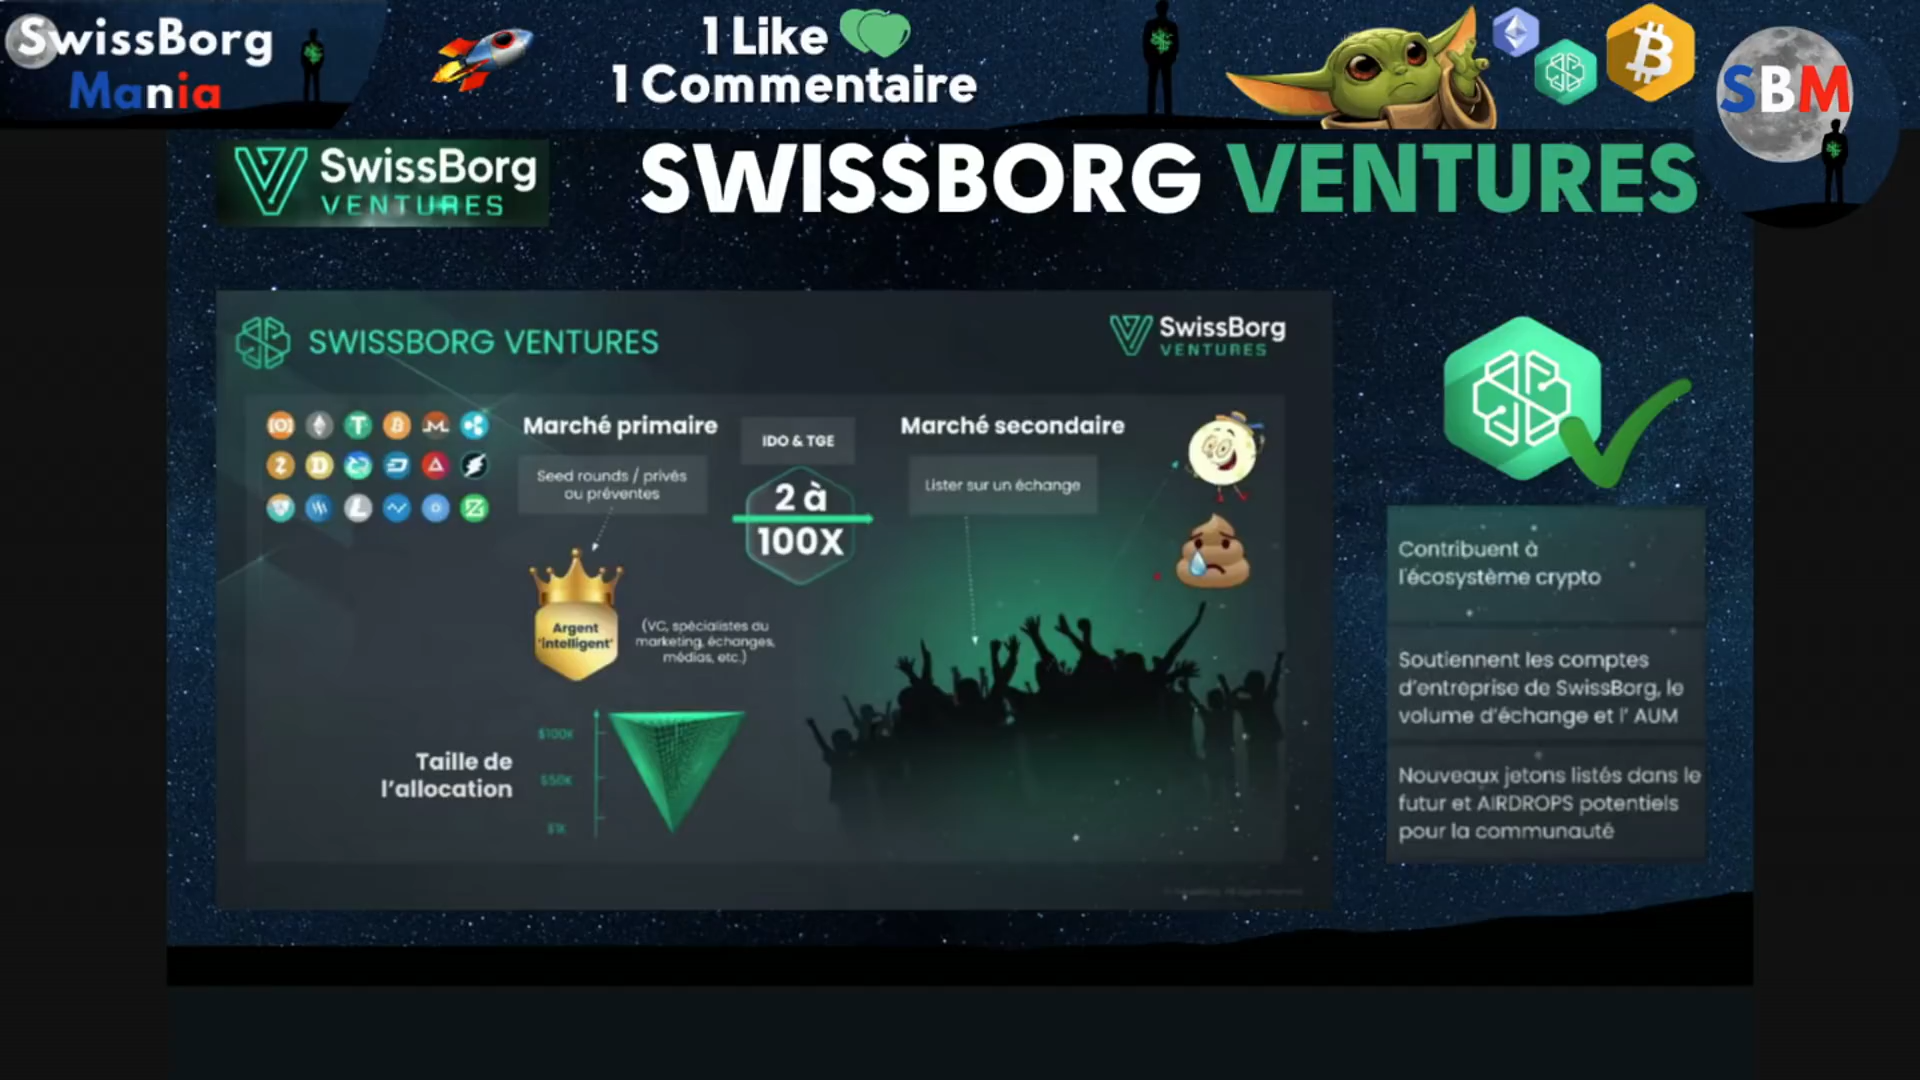 SwissBorg
Mania
1 Like
1 Commentaire
SBM
SwissBorg
VENTURES
SWISSBORG VENTURES
SWISSBORG VENTURES
SwissBorg
VENTURES
Marché primaire
IDO & TGE
Marché secondaire
Seed rounds / privés
ou préventes
2 à
100X
Lister sur un échange
Argent
'intelligent'
(VC, spécialistes du
marketing, échanges,
médias, etc.)
Taille de
l'allocation
$100K
$50K
$1K
Contribuent à
l'écosystème crypto
Soutiennent les comptes
d'entreprise de SwissBorg, le
volume d'échange et l' AUM
Nouveaux jetons listés dans le
futur et AIRDROPS potentiels
pour la communauté